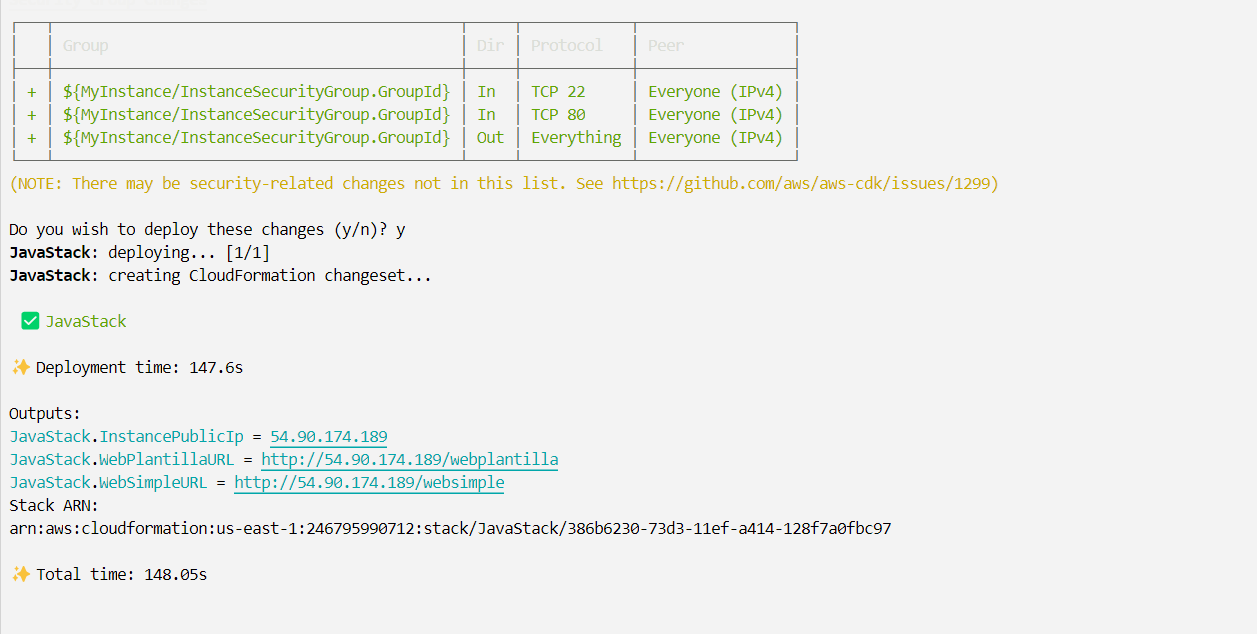 Group Dir Protocol Peer
+ ${MyInstance/InstanceSecurityGroup.GroupId} In TCP 22 Everyone (IPv4)
+ ${MyInstance/InstanceSecurityGroup.GroupId} In TCP 80 Everyone (IPv4)
+ ${MyInstance/InstanceSecurityGroup.GroupId} Out Everything Everyone (IPv4)
(NOTE: There may be security-related changes not in this list. See https://github.com/aws/aws-cdk/issues/1299)
Do you wish to deploy these changes (y/n)? y
JavaStack: deploying... [1/1]
JavaStack: creating CloudFormation changeset...
✅ JavaStack
✨ Deployment time: 147.6s
Outputs:
JavaStack.InstancePublicIp = 54.90.174.189
JavaStack.WebPlantillaURL = http://54.90.174.189/webplantilla
JavaStack.WebSimpleURL = http://54.90.174.189/websimple
Stack ARN:
arn:aws:cloudformation:us-east-1:246795990712:stack/JavaStack/386b6230-73d3-11ef-a414-128f7a0fbc97
✨ Total time: 148.05s